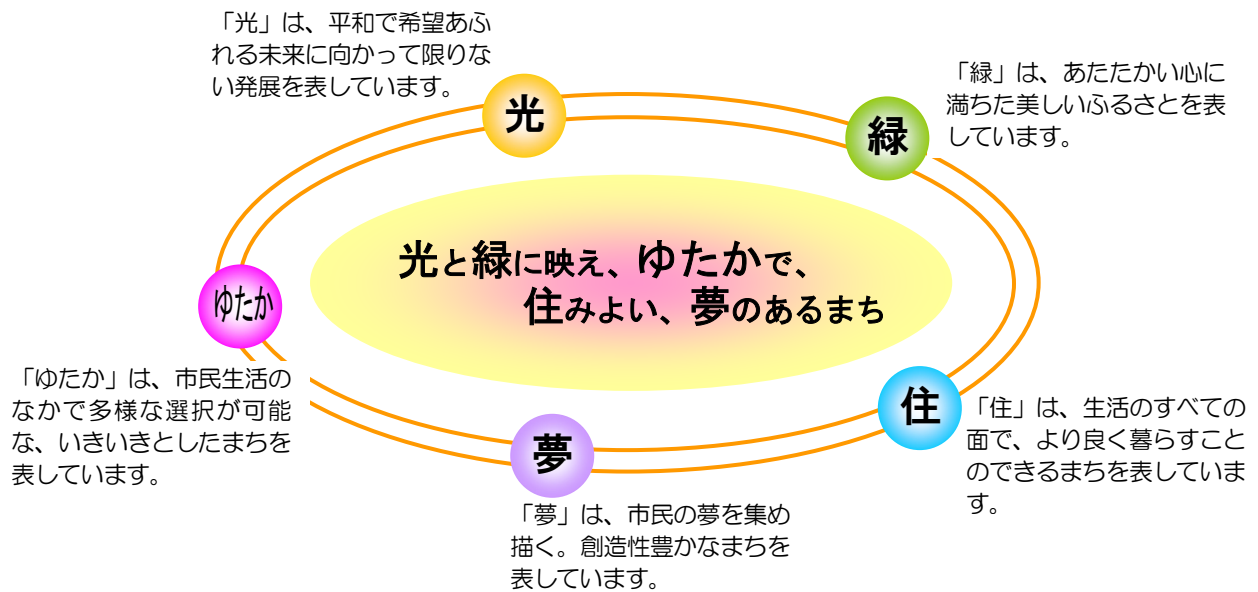 「光」は、平和で希望あふ
れる未来に向かって限りな
い発展を表しています。
光
「緑」は、あたたかい心に
満ちた美しいふるさとを表
しています。
緑
光と緑に映え、ゆたかで、
住みよい、夢のあるまち
ゆたか
「ゆたか」は、市民生活の
なかで多様な選択が可能
な、いきいきとしたまちを
表しています。
住
「住」は、生活のすべての
面で、より良く暮らすこと
のできるまちを表していま
す。
夢
「夢」は、市民の夢を集め
描く。創造性豊かなまちを
表しています。